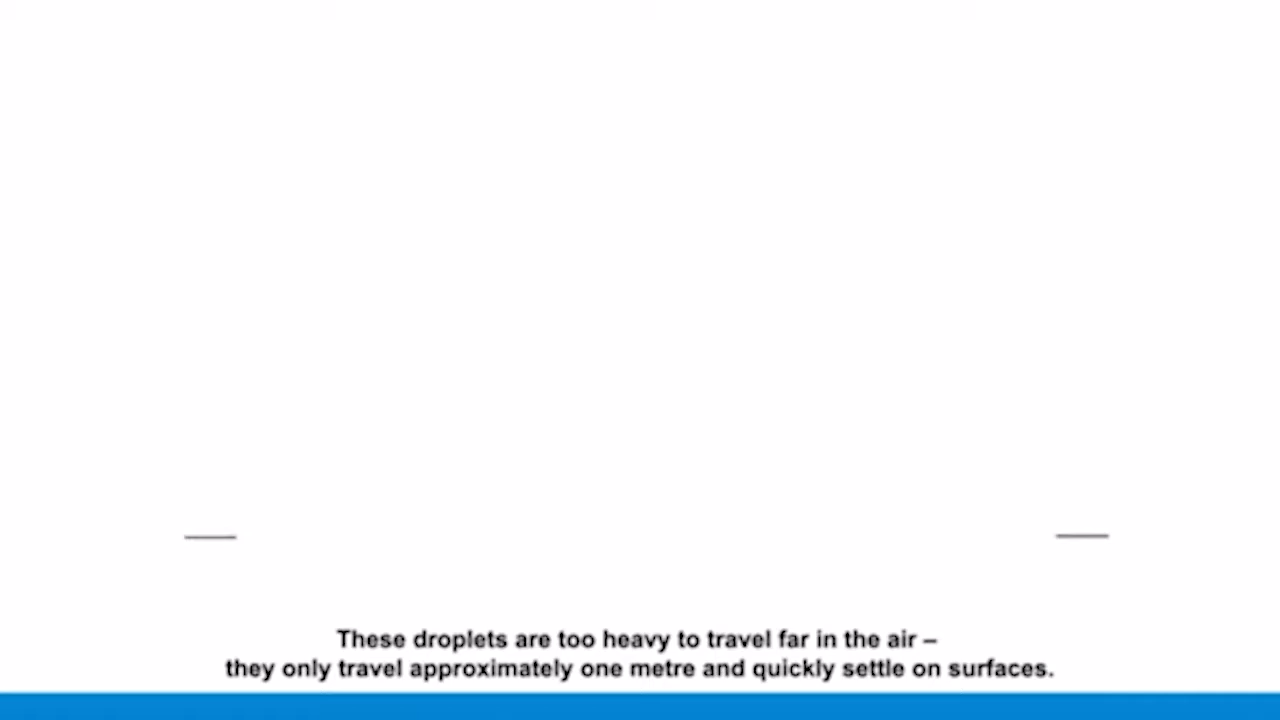 These droplets are too heavy to travel far in the air –
they only travel approximately one metre and quickly settle on surfaces.